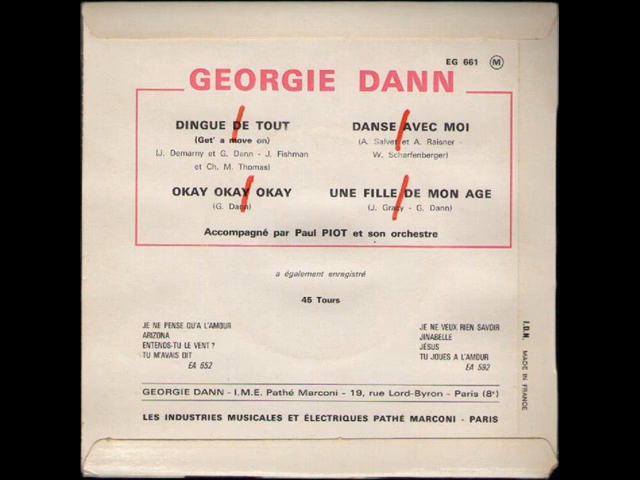 EG 661 M
GEORGIE DANN
DINGUE DE TOUT
(Get' a move on)
(J. Demarny et G. Dann - J. Fishman
et Ch. M. Thomas)
DANSE AVEC MOI
(A. Salvet et A. Raisner -
W. Scharfenberger)
OKAY OKAY OKAY
(G. Dann)
UNE FILLE DE MON AGE
(J. Grady - G. Dann)
Accompagné par Paul PIOT et son orchestre
a également enregistré
45 Tours
JE NE PENSE QU'A L'AMOUR
ARIZONA
ENTENDS-TU LE VENT ?
TU M'AVAIS DIT
EA 652
JE NE VEUX RIEN SAVOIR
JINABELLE
JÉSUS
TU JOUES A L'AMOUR
EA 592
GEORGIE DANN - I.M.E. Pathé Marconi - 19, rue Lord-Byron - Paris (8e)
LES INDUSTRIES MUSICALES ET ÉLECTRIQUES PATHÉ MARCONI - PARIS
I.D.N. MADE IN FRANCE